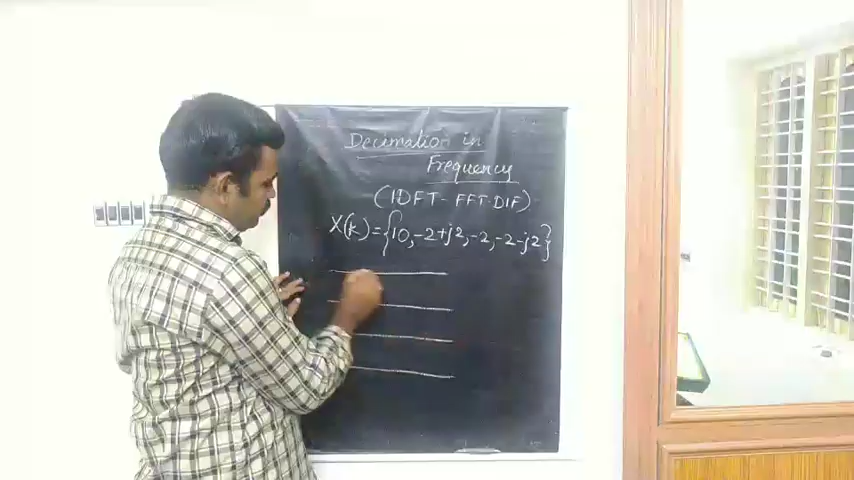 Decimation in
Frequency
(IDFT-FFT-DIF)
X(k)={10,-2+j2,-2,-2-j2}